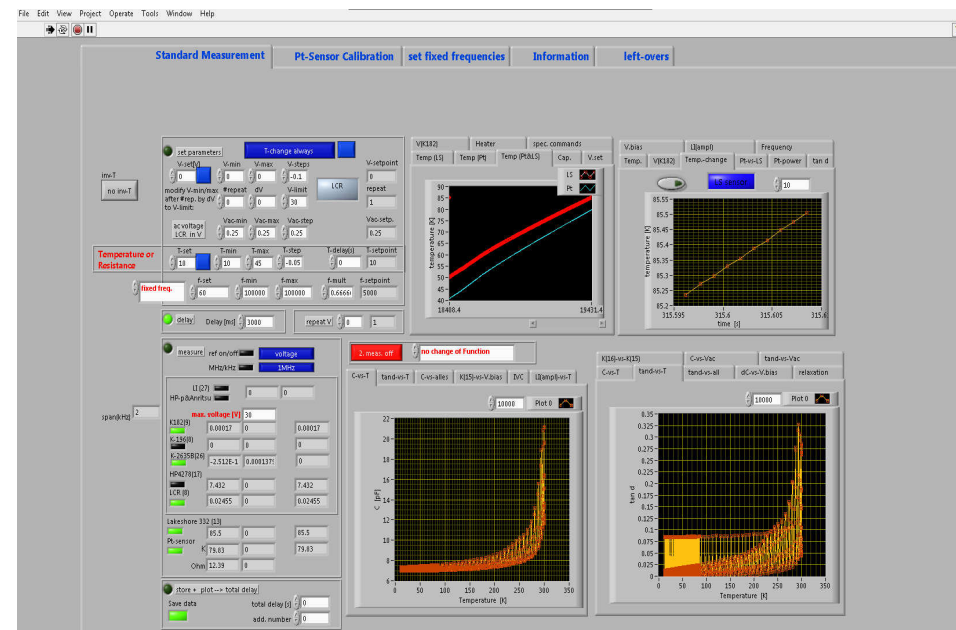 File Edit View Project Operate Tools Window Help
Standard Measurement Pt-Sensor Calibration set fixed frequencies Information left-overs
set parameters T-change always
V-set[V] V-min V-max V-steps V-setpoint
0 0 0 -0.1 0
LCR
inv-T
no inv-T
modify V-min/max #repeat dV V-limit repeat
after #rep. by dV 0 0 30 1
to V-limit:
Vac-min Vac-max Vac-step Vac-setp.
ac voltage
LCR in V 0.25 0.25 0.25 0.25
Temperature or
Resistance
T-set T-min T-max T-step T-delay(s) T-setpoint
10 10 45 -0.05 0 10
fixed freq.
f-set f-min f-max f-mult f-setpoint
60 100000 100000 0.6666 5000
delay Delay [ms] 3000 repeat V 0 1
V(K182) Heater spec. commands
Temp (LS) Temp (Pt) Temp (Pt&LS) Cap. V.set
LS
Pt
90
85
80
75
70
65
60
55
50
45
40
temperature [K]
18408.4 19431.4
V.bias LI(ampl) Frequency
Temp. V(K182) Temp.-change Pt-vs-LS Pt-power tan d
LS sensor 10
85.55
85.5
85.45
85.4
85.35
85.3
85.25
85.2
temperature [K]
315.595 315.6 315.605 315.6
time [s]
measure ref on/off voltage
MHz/kHz 1MHz
LI (27) 0 0
HP-p&Anritsu
span(kHz) 2
max. voltage [V] 30
K182(9)
0.00017 0 0.00017
K-196(8)
0 0 0
K-2635B(26)
-2.512E-1 0.000137 0
HP4278(17)
7.432 0 7.432
LCR (8)
0.02455 0 0.02455
Lakeshore 332 (13)
85.5 0 85.5
Pt-sensor
K 79.83 0 79.83
Ohm 12.39 0
store + plot --> total delay
Save data total delay [s] 0
add. number 0
2. meas. off no change of Function
C-vs-T tand-vs-T C-vs-alles K(15)-vs-V.bias IVC LI(ampl)-vs-T
10000 Plot 0
22
20
18
16
14
12
10
8
6
C [pF]
0 50 100 150 200 250 300 350
Temperature [K]
K(16)-vs-K(15) C-vs-Vac tand-vs-Vac
C-vs-T tand-vs-T tand-vs-all dC-vs-V.bias relaxation
10000 Plot 0
0.35
0.325
0.3
0.275
0.25
0.225
0.2
0.175
0.15
0.125
0.1
0.075
0.05
0.025
0
tan d
0 50 100 150 200 250 300 350
Temperature [K]